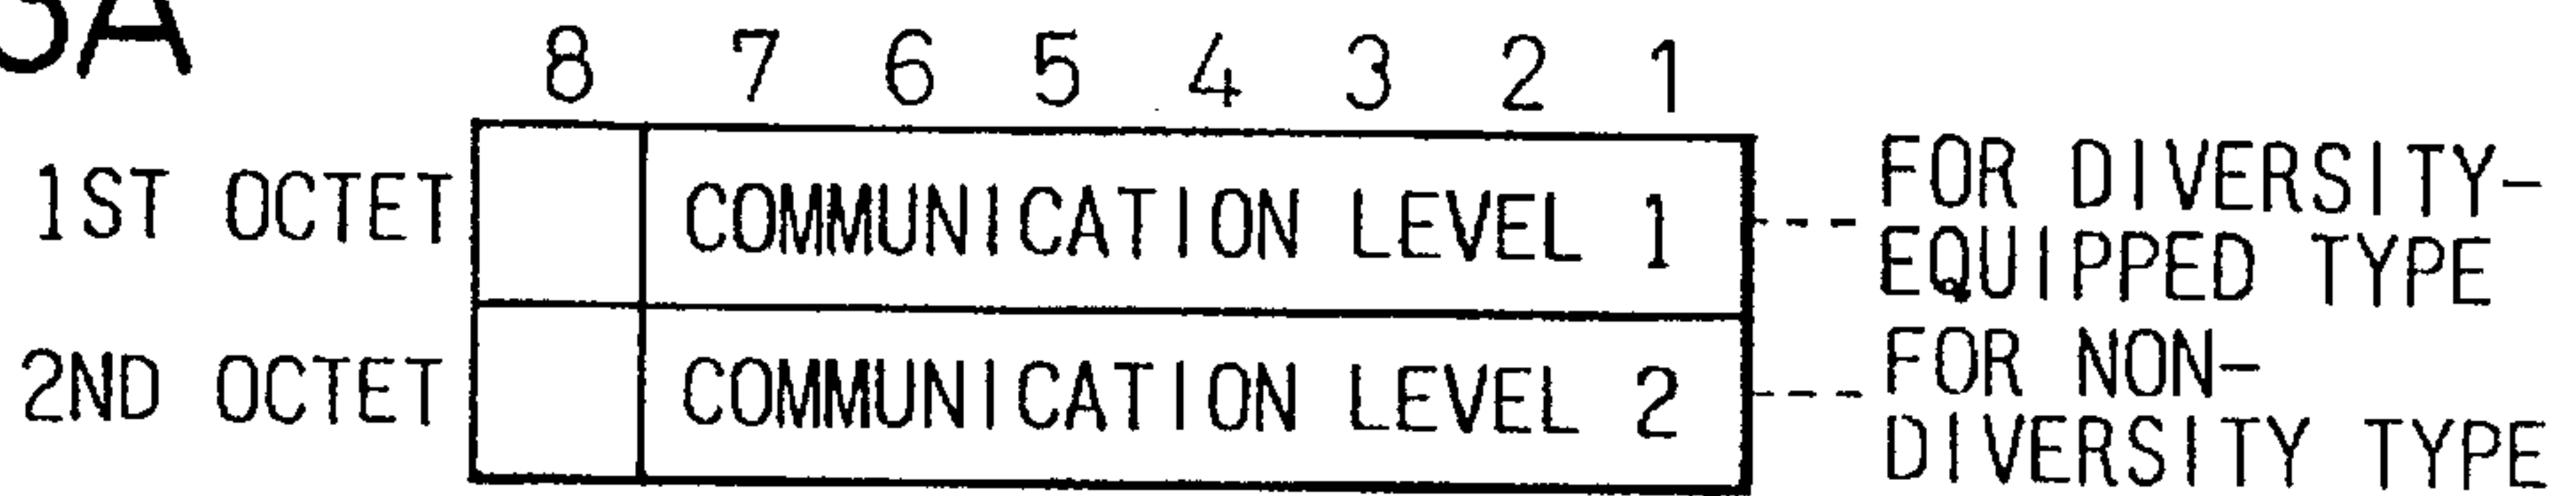 8 7 6 5 4 3 2 1
1ST OCTET COMMUNICATION LEVEL 1 --- FOR DIVERSITY-
EQUIPPED TYPE
2ND OCTET COMMUNICATION LEVEL 2 --- FOR NON-
DIVERSITY TYPE